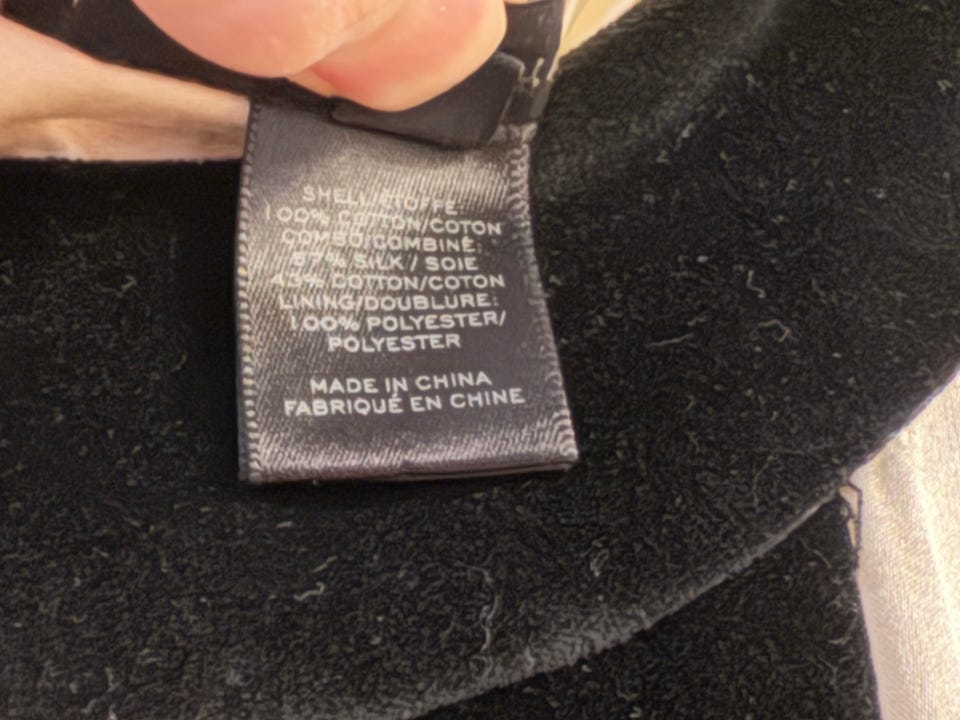 SHELL/ETOFFE
100% COTTON/COTON
COMBO/COMBINÉ:
57% SILK / SOIE
43% COTTON/COTON
LINING/DOUBLURE:
100% POLYESTER/
POLYESTER
MADE IN CHINA
FABRIQUÉ EN CHINE